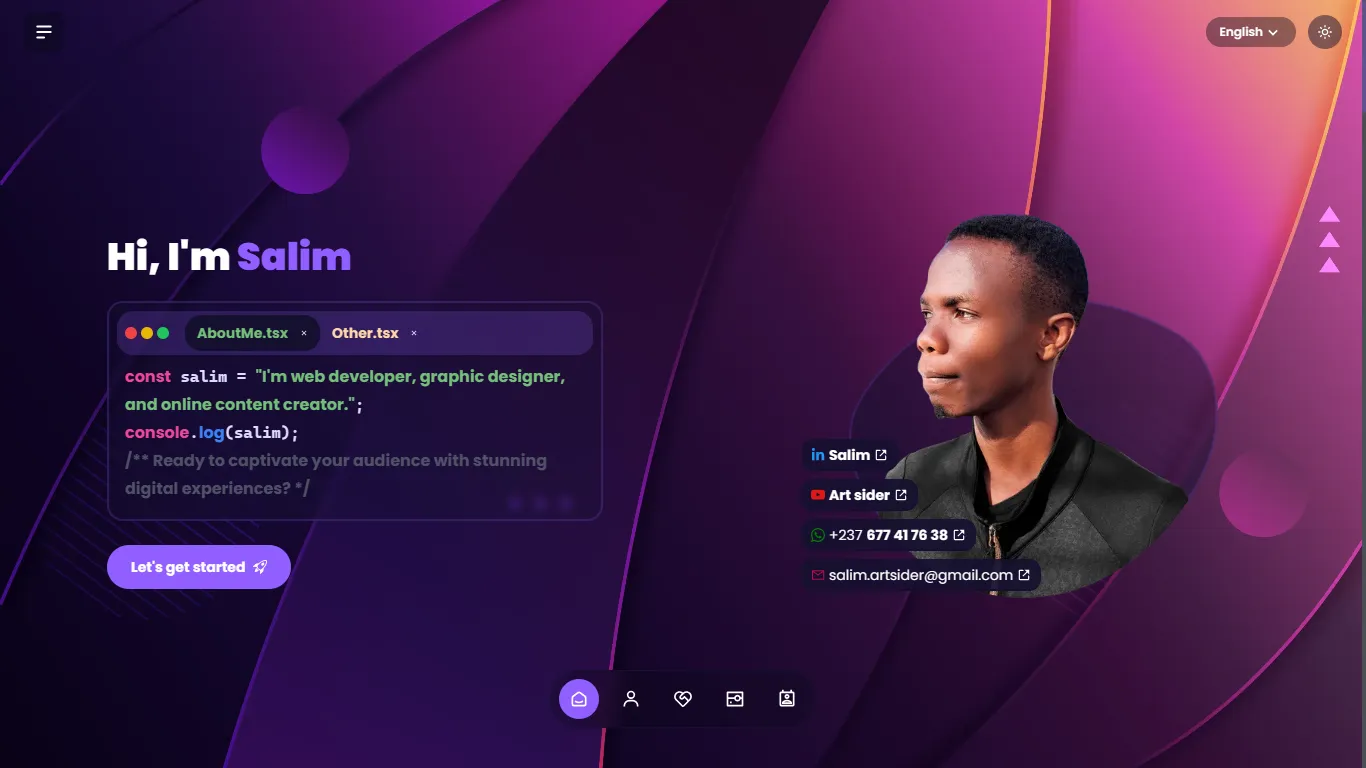 English
Hi, I'm Salim
AboutMe.tsx × Other.tsx ×
const salim = "I'm web developer, graphic designer,
and online content creator.";
console.log(salim);
/** Ready to captivate your audience with stunning
digital experiences? */
Let's get started
in Salim
Art sider
+237 677 41 76 38
salim.artsider@gmail.com